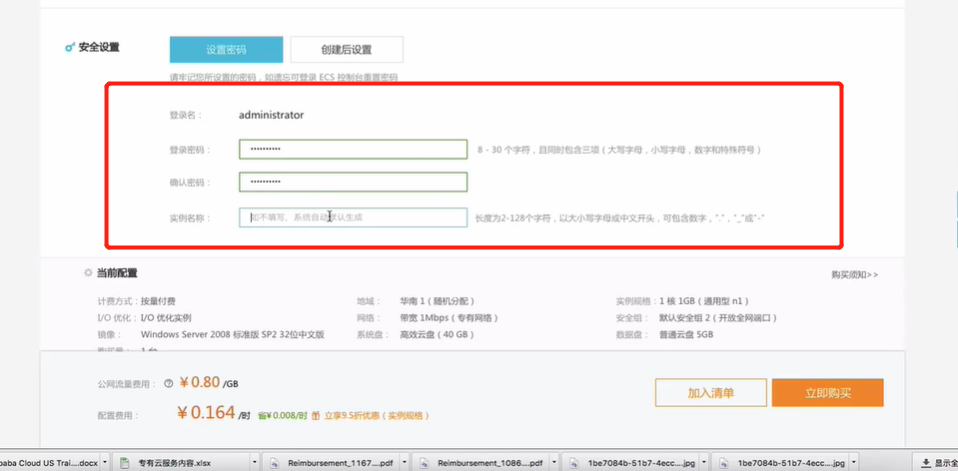 安全设置 设置密码 创建后设置
请牢记您所设置的密码，如遗忘可登录 ECS 控制台重置密码
登录名： administrator
登录密码： •••••••••• 8 - 30 个字符，且同时包含三项（大写字母，小写字母，数字和特殊符号）
确认密码： ••••••••••
实例名称： 如不填写、系统自动默认生成 长度为2-128个字符，以大小写字母或中文开头，可包含数字，"."，"_"或"-"
当前配置 购买须知>>
计费方式：按量付费 地域： 华南 1（随机分配） 实例规格：1 核 1GB（通用型 n1）
I/O 优化：I/O 优化实例 网络： 带宽 1Mbps（专有网络） 安全组： 默认安全组 2（开放全网端口）
镜像： Windows Server 2008 标准版 SP2 32位中文版 系统盘： 高效云盘（40 GB） 数据盘： 普通云盘 5GB
购买量： 1 台
公网流量费用： ? ¥0.80 /GB
配置费用： ¥0.164 /时 省¥0.008/时 立享9.5折优惠（实例规格） 加入清单 立即购买
baba Cloud US Trai....docx 专有云服务内容.xlsx Reimbursement_1167....pdf Reimbursement_1086....pdf 1be7084b-51b7-4ecc....jpg 1be7084b-51b7-4ecc....jpg 显示全